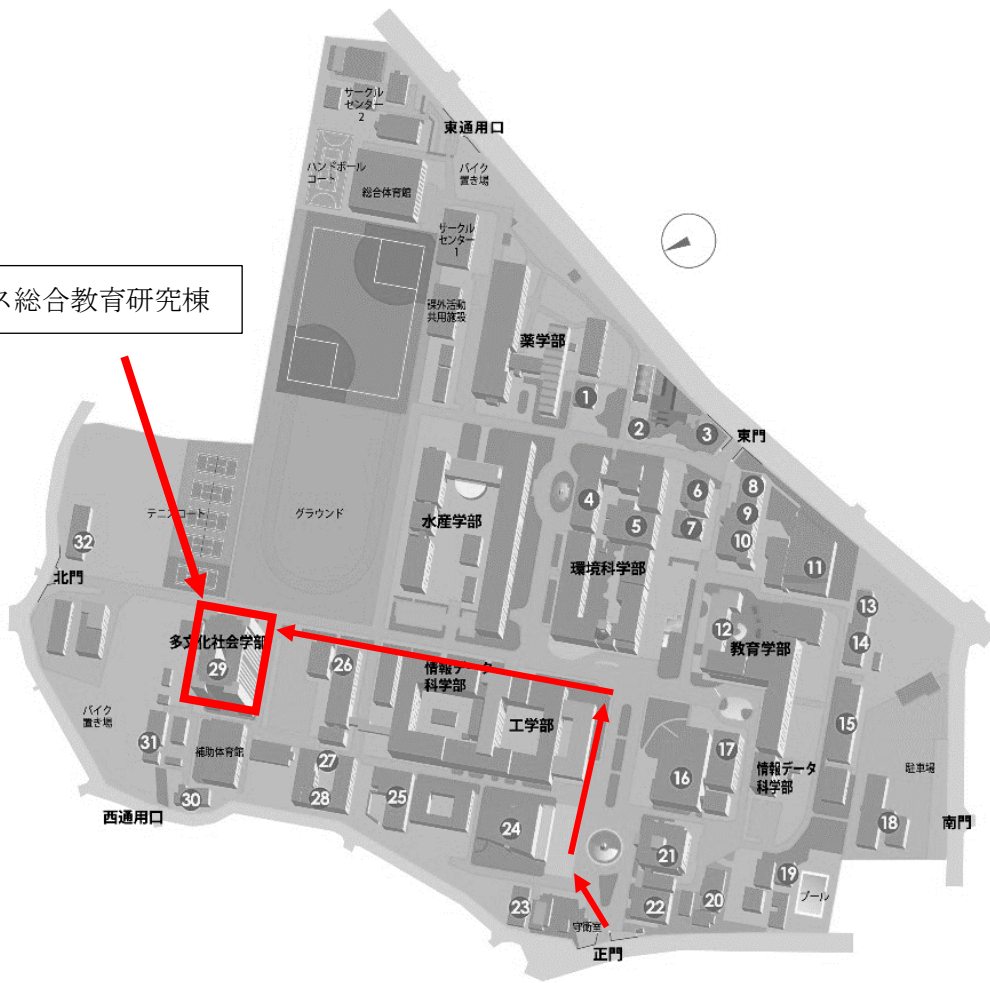 サークル
センター
2
東通用口
ハンドボール
コート
バイク
置き場
総合体育館
サークル
センター
1
ス総合教育研究棟
課外活動
共用施設
薬学部
1
2
3
東門
テニスコート
グラウンド
水産学部
4
5
6
7
8
9
10
11
環境科学部
32
北門
多文化社会学部
29
26
情報データ
科学部
工学部
12
教育学部
13
14
15
バイク
置き場
31
補助体育館
27
28
25
30
西通用口
24
16
17
情報データ
科学部
駐車場
18
南門
21
19
プール
20
22
23
守衛室
正門